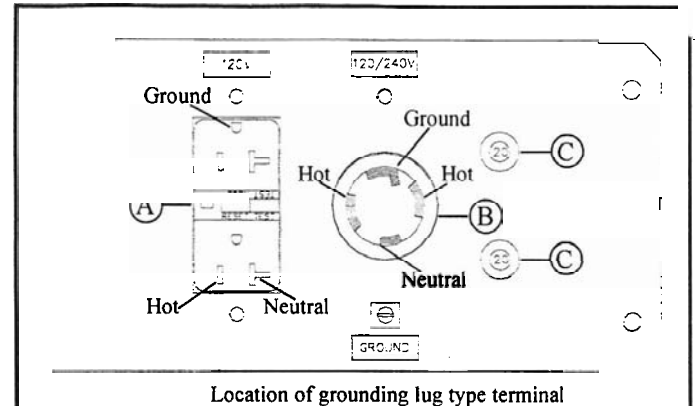 120V
120/240V
Ground
Ground
Hot
Hot
A
B
C
C
Neutral
Hot
Neutral
GROUND
Location of grounding lug type terminal